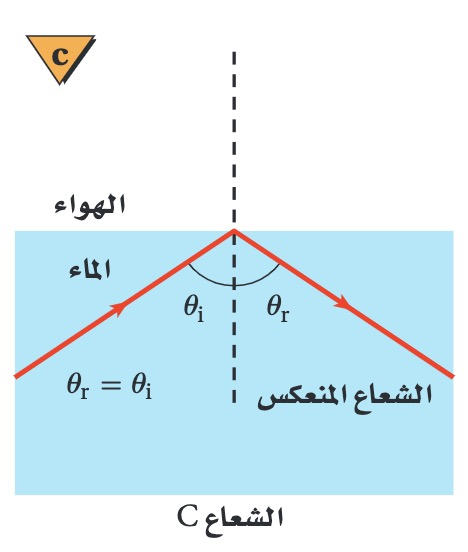 c
الهواء
الماء
θi θr
θr = θi
الشعاع المنعكس
الشعاع C